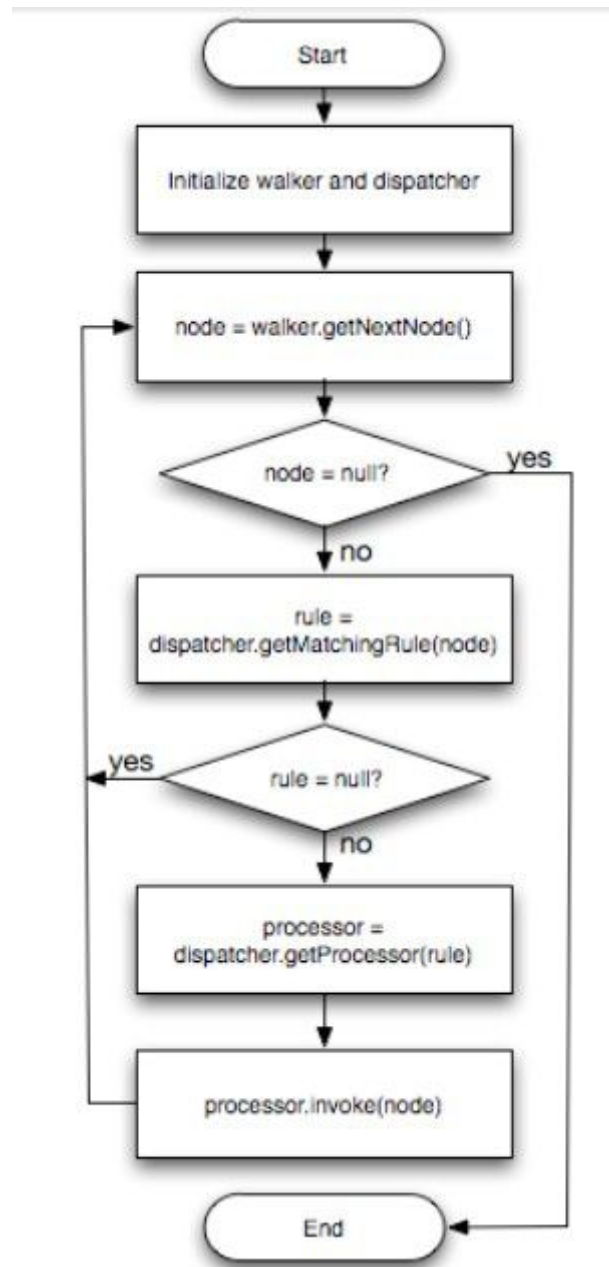 Start
Initialize walker and dispatcher
node = walker.getNextNode()
node = null?
yes
no
rule =
dispatcher.getMatchingRule(node)
yes
rule = null?
no
processor =
dispatcher.getProcessor(rule)
processor.invoke(node)
End